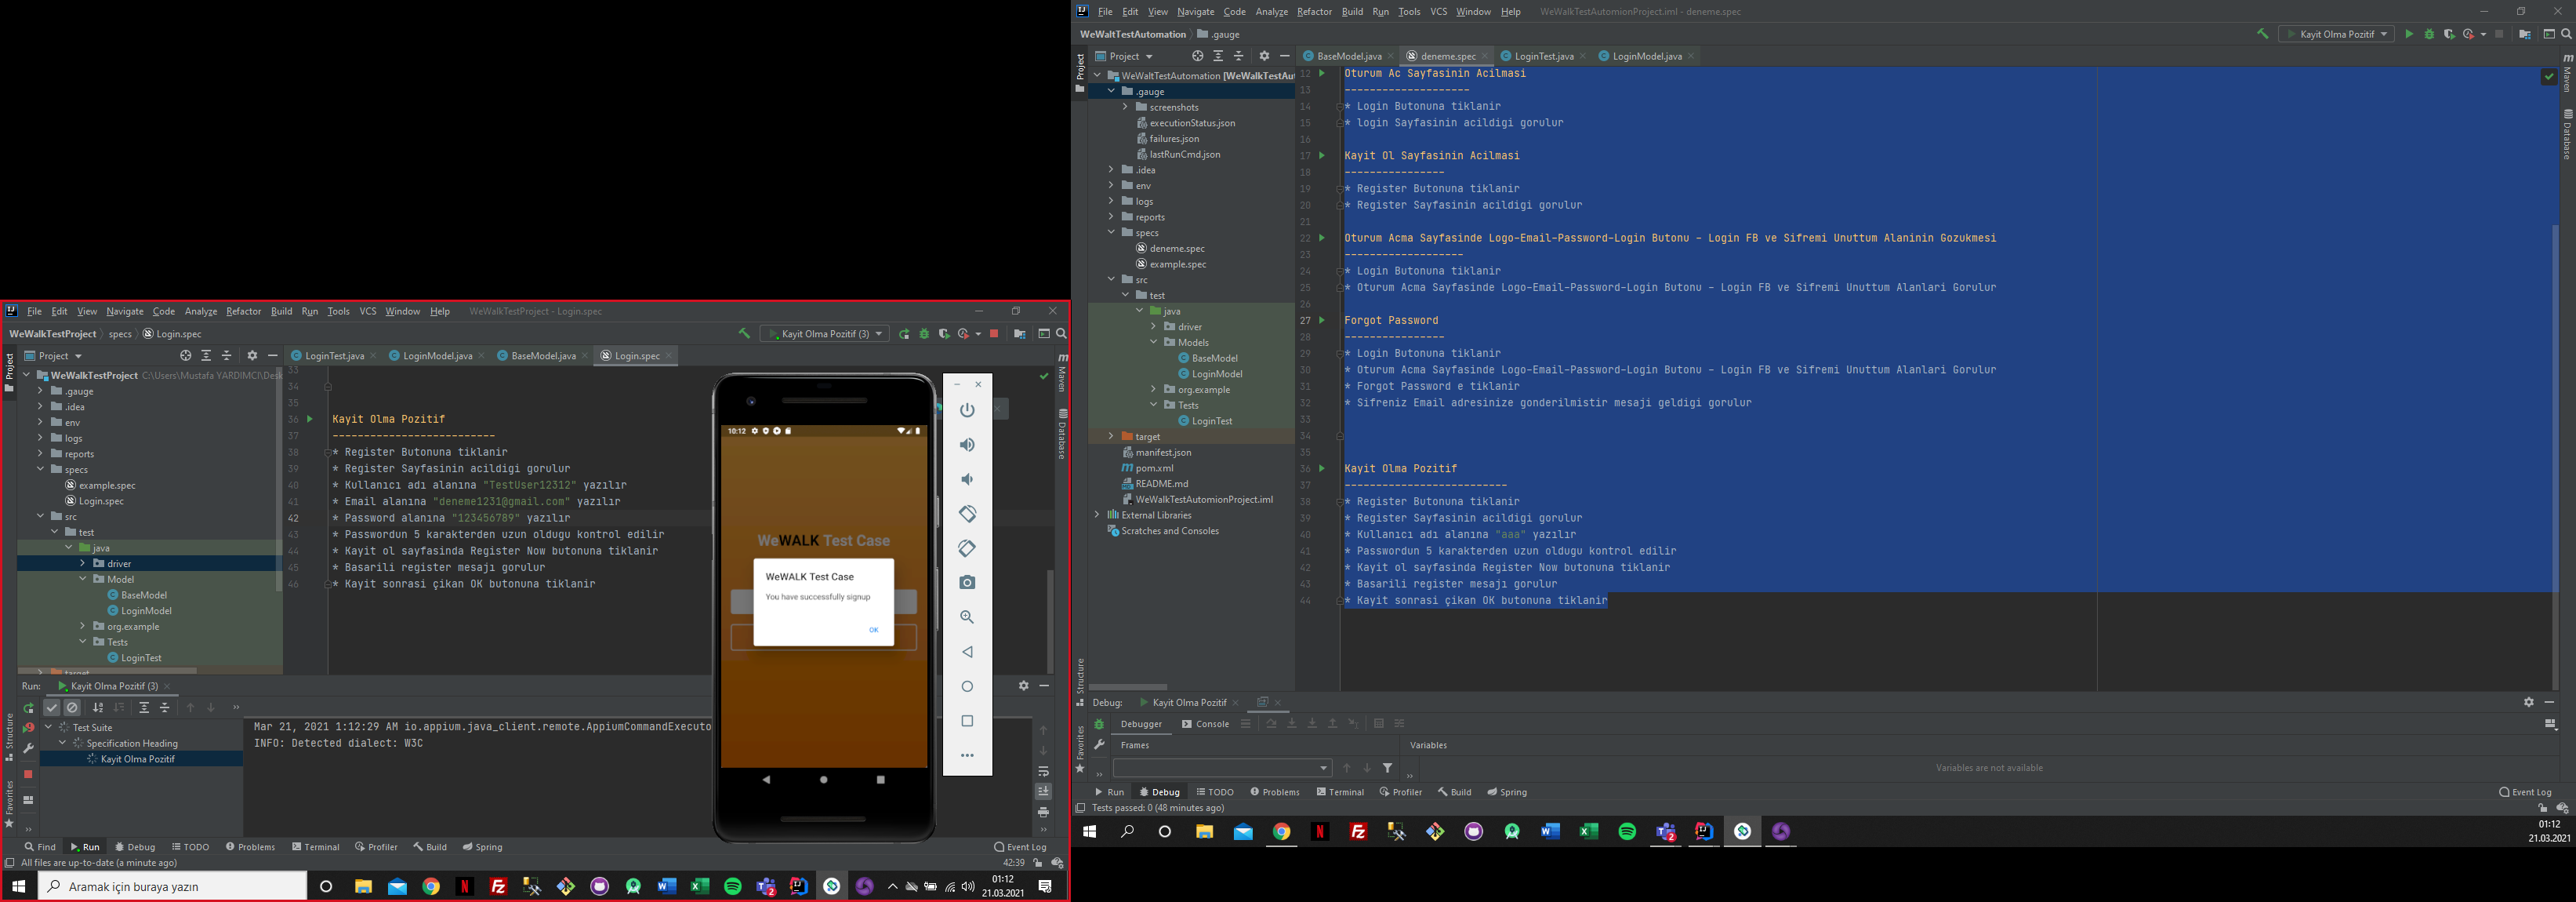 File Edit View Navigate Code Analyze Refactor Build Run Tools VCS Window Help WeWalkTestProject - Login.spec
WeWalkTestProject specs Login.spec
Kayit Olma Pozitif (3)
Project
LoginTest.java LoginModel.java BaseModel.java Login.spec
WeWalkTestProject C:\Users\Mustafa YARDIMCI\Desk
.gauge
.idea
env
logs
reports
specs
example.spec
Login.spec
src
test
java
driver
Model
BaseModel
LoginModel
org.example
Tests
LoginTest
target
33
34
35
36 Kayit Olma Pozitif
37 --------------------------
38 * Register Butonuna tiklanir
39 * Register Sayfasinin acildigi gorulur
40 * Kullanıcı adı alanına "TestUser12312" yazılır
41 * Email alanına "deneme1231@gmail.com" yazılır
42 * Password alanına "123456789" yazılır
43 * Passwordun 5 karakterden uzun oldugu kontrol edilir
44 * Kayit ol sayfasinda Register Now butonuna tiklanir
45 * Basarili register mesajı gorulur
46 * Kayit sonrasi çikan OK butonuna tiklanir
Project
Structure
Favorites
Maven
Database
10:12
WeWALK Test Case
WeWALK Test Case
You have successfully signup
OK
Run: Kayit Olma Pozitif (3)
Test Suite
Specification Heading
Kayit Olma Pozitif
Mar 21, 2021 1:12:29 AM io.appium.java_client.remote.AppiumCommandExecuto
INFO: Detected dialect: W3C
Find Run Debug TODO Problems Terminal Profiler Build Spring Event Log
All files are up-to-date (a minute ago) 42:39
Aramak için buraya yazın
01:12
21.03.2021
File Edit View Navigate Code Analyze Refactor Build Run Tools VCS Window Help WeWalkTestAutomionProject.iml - deneme.spec
WeWaltTestAutomation .gauge
Kayit Olma Pozitif
Project
BaseModel.java deneme.spec LoginTest.java LoginModel.java
WeWaltTestAutomation [WeWalkTestAut
.gauge
screenshots
executionStatus.json
failures.json
lastRunCmd.json
.idea
env
logs
reports
specs
deneme.spec
example.spec
src
test
java
driver
Models
BaseModel
LoginModel
org.example
Tests
LoginTest
target
manifest.json
pom.xml
README.md
WeWalkTestAutomionProject.iml
External Libraries
Scratches and Consoles
12 Oturum Ac Sayfasinin Acilmasi
13 --------------------
14 * Login Butonuna tiklanir
15 * login Sayfasinin acildigi gorulur
16
17 Kayit Ol Sayfasinin Acilmasi
18 ----------------
19 * Register Butonuna tiklanir
20 * Register Sayfasinin acildigi gorulur
21
22 Oturum Acma Sayfasinde Logo-Email-Password-Login Butonu - Login FB ve Sifremi Unuttum Alaninin Gozukmesi
23 -------------------
24 * Login Butonuna tiklanir
25 * Oturum Acma Sayfasinde Logo-Email-Password-Login Butonu - Login FB ve Sifremi Unuttum Alanlari Gorulur
26
27 Forgot Password
28 ----------------
29 * Login Butonuna tiklanir
30 * Oturum Acma Sayfasinde Logo-Email-Password-Login Butonu - Login FB ve Sifremi Unuttum Alanlari Gorulur
31 * Forgot Password e tiklanir
32 * Sifreniz Email adresinize gonderilmistir mesaji geldigi gorulur
33
34
35
36 Kayit Olma Pozitif
37 --------------------------
38 * Register Butonuna tiklanir
39 * Register Sayfasinin acildigi gorulur
40 * Kullanıcı adı alanına "aaa" yazılır
41 * Passwordun 5 karakterden uzun oldugu kontrol edilir
42 * Kayit ol sayfasinda Register Now butonuna tiklanir
43 * Basarili register mesajı gorulur
44 * Kayit sonrasi çikan OK butonuna tiklanir
Project
Structure
Favorites
Maven
Database
Debug: Kayit Olma Pozitif
Debugger Console
Frames Variables
Variables are not available
Run Debug TODO Problems Terminal Profiler Build Spring Event Log
Tests passed: 0 (48 minutes ago)
01:12
21.03.2021